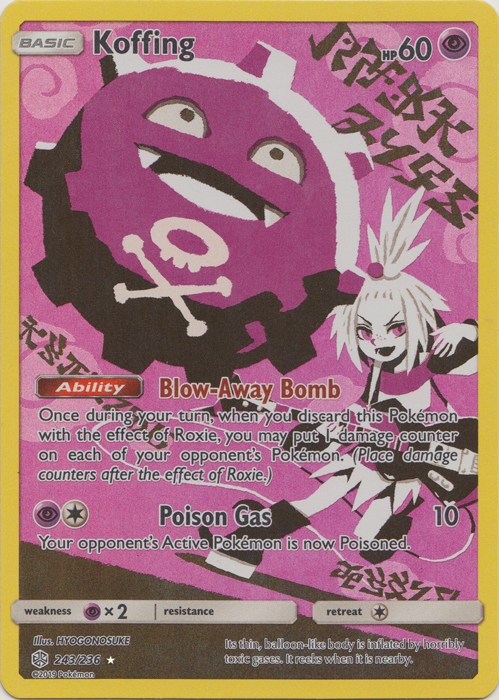 BASIC Koffing HP60
Ability Blow-Away Bomb
Once during your turn, when you discard this Pokémon
with the effect of Roxie, you may put 1 damage counter
on each of your opponent's Pokémon. (Place damage
counters after the effect of Roxie.)
Poison Gas 10
Your opponent's Active Pokémon is now Poisoned.
weakness ×2 resistance retreat
Illus. HYOGONOSUKE
243/236
©2019 Pokémon
Its thin, balloon-like body is inflated by horribly
toxic gases. It reeks when it is nearby.